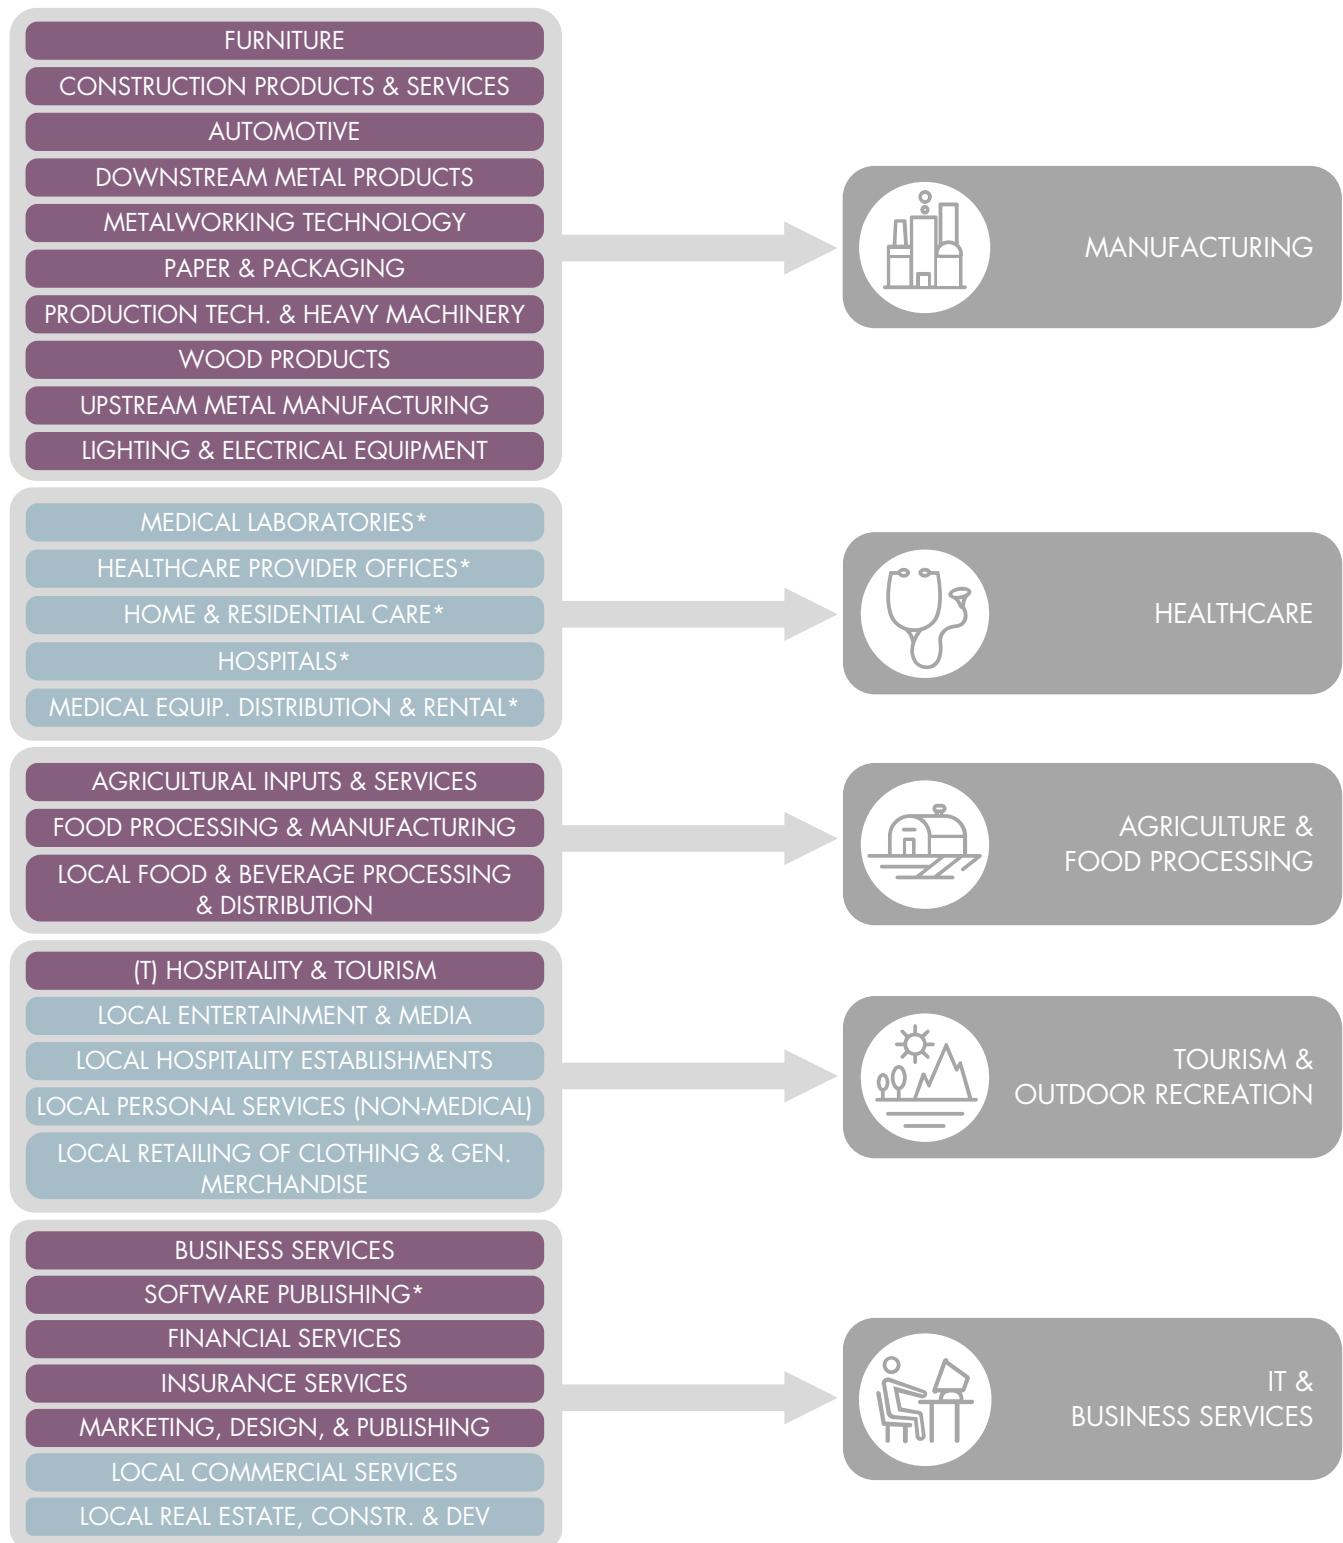 FURNITURE
CONSTRUCTION PRODUCTS & SERVICES
AUTOMOTIVE
DOWNSTREAM METAL PRODUCTS
METALWORKING TECHNOLOGY
PAPER & PACKAGING
PRODUCTION TECH. & HEAVY MACHINERY
WOOD PRODUCTS
UPSTREAM METAL MANUFACTURING
LIGHTING & ELECTRICAL EQUIPMENT
MANUFACTURING
MEDICAL LABORATORIES*
HEALTHCARE PROVIDER OFFICES*
HOME & RESIDENTIAL CARE*
HOSPITALS*
MEDICAL EQUIP. DISTRIBUTION & RENTAL*
HEALTHCARE
AGRICULTURAL INPUTS & SERVICES
FOOD PROCESSING & MANUFACTURING
LOCAL FOOD & BEVERAGE PROCESSING
& DISTRIBUTION
AGRICULTURE &
FOOD PROCESSING
(T) HOSPITALITY & TOURISM
LOCAL ENTERTAINMENT & MEDIA
LOCAL HOSPITALITY ESTABLISHMENTS
LOCAL PERSONAL SERVICES (NON-MEDICAL)
LOCAL RETAILING OF CLOTHING & GEN.
MERCHANDISE
TOURISM &
OUTDOOR RECREATION
BUSINESS SERVICES
SOFTWARE PUBLISHING*
FINANCIAL SERVICES
INSURANCE SERVICES
MARKETING, DESIGN, & PUBLISHING
LOCAL COMMERCIAL SERVICES
LOCAL REAL ESTATE, CONSTR. & DEV
IT &
BUSINESS SERVICES